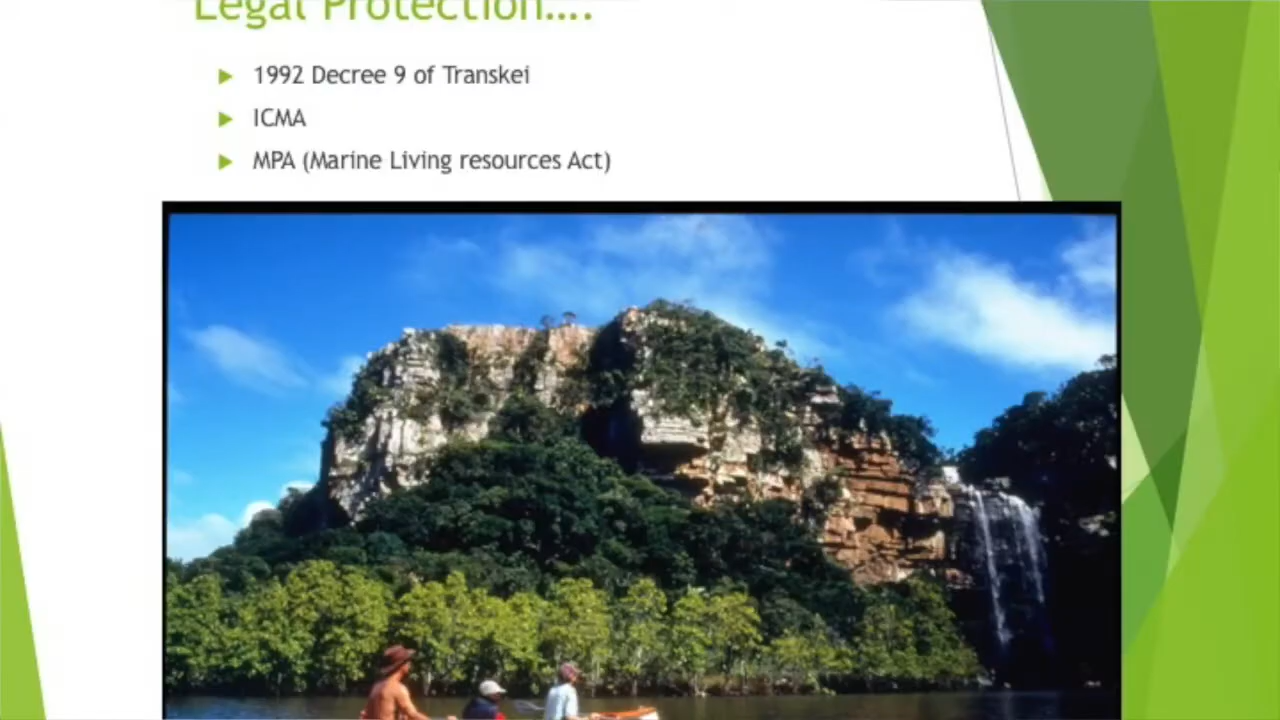 Legal Protection....
1992 Decree 9 of Transkei
ICMA
MPA (Marine Living resources Act)